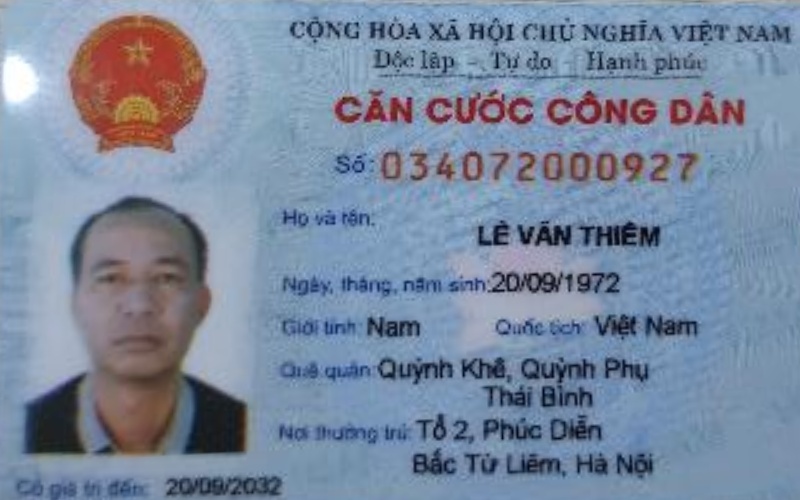 CỘNG HÒA XÃ HỘI CHỦ NGHĨA VIỆT NAM
Độc lập - Tự do - Hạnh phúc
CĂN CƯỚC CÔNG DÂN
Số: 034072000927
Họ và tên:
LÊ VĂN THIÊM
Ngày, tháng, năm sinh: 20/09/1972
Giới tính: Nam Quốc tịch: Việt Nam
Quê quán: Quỳnh Khê, Quỳnh Phụ
Thái Bình
Nơi thường trú: Tổ 2, Phúc Diễn
Bắc Từ Liêm, Hà Nội
Có giá trị đến: 20/09/2032